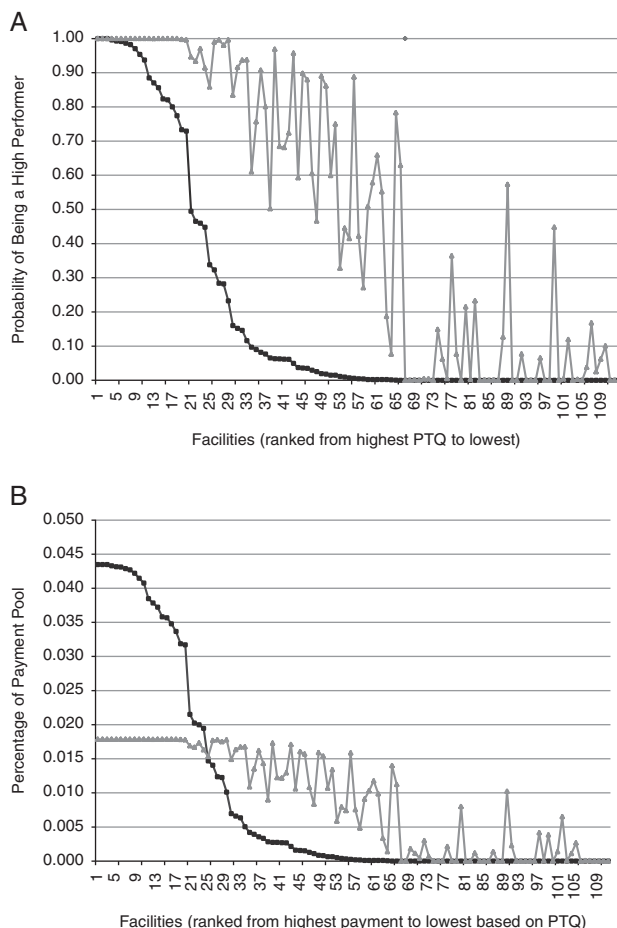 A
Probability of Being a High Performer
1.00
0.90
0.80
0.70
0.60
0.50
0.40
0.30
0.20
0.10
0.00
1 5 9 13 17 21 25 29 33 37 41 45 49 53 57 61 65 69 73 77 81 85 89 93 97 101 105 109
Facilities (ranked from highest PTQ to lowest)
B
Percentage of Payment Pool
0.050
0.045
0.040
0.035
0.030
0.025
0.020
0.015
0.010
0.005
0.000
1 5 9 13 17 21 25 29 33 37 41 45 49 53 57 61 65 69 73 77 81 85 89 93 97 101 105 109
Facilities (ranked from highest payment to lowest based on PTQ)